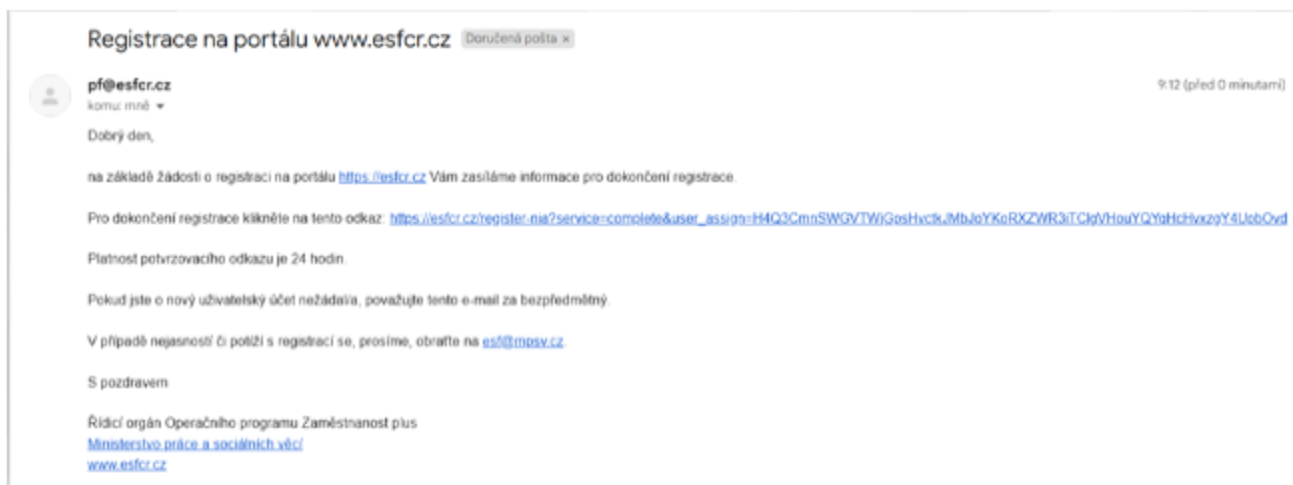 Registrace na portálu www.esfcr.cz Doručená pošta ×
pf@esfcr.cz 9:12 (před 0 minutami)
komu: mně
Dobrý den,
na základě žádosti o registraci na portálu https://esfcr.cz Vám zasíláme informace pro dokončení registrace.
Pro dokončení registrace klikněte na tento odkaz:
Platnost potvrzovacího odkazu je 24 hodin.
Pokud jste o nový uživatelský účet nežádal/a, považujte tento e-mail za bezpředmětný.
V případě nejasností či potíží s registrací se, prosíme, obraťte na esf@mpsv.cz.
S pozdravem
Řídicí orgán Operačního programu Zaměstnanost plus
Ministerstvo práce a sociálních věcí
www.esfcr.cz